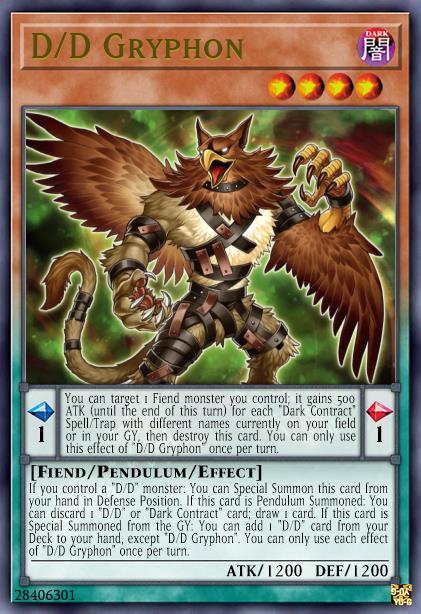 D/D Gryphon
DARK
闇
You can target 1 Fiend monster you control; it gains 500
ATK (until the end of this turn) for each "Dark Contract"
Spell/Trap with different names currently on your field
or in your GY, then destroy this card. You can only use
this effect of "D/D Gryphon" once per turn.
1
1
[Fiend/Pendulum/Effect]
If you control a "D/D" monster: You can Special Summon this card from
your hand in Defense Position. If this card is Pendulum Summoned: You
can discard 1 "D/D" or "Dark Contract" card; draw 1 card. If this card is
Special Summoned from the GY: You can add 1 "D/D" card from your
Deck to your hand, except "D/D Gryphon". You can only use each effect
of "D/D Gryphon" once per turn.
ATK/1200 DEF/1200
28406301